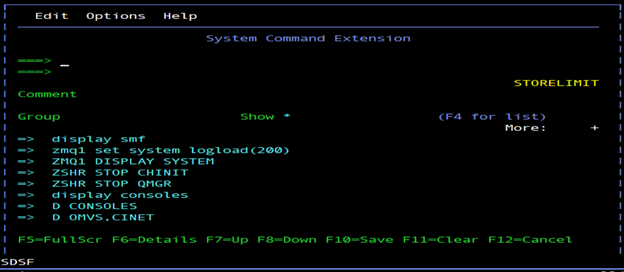 Edit Options Help
System Command Extension
===> _
===>
STORELIMIT
Comment
Group Show * (F4 for list)
More: +
=> display smf
=> zmq1 set system logload(200)
=> ZMQ1 DISPLAY SYSTEM
=> ZSHR STOP CHINIT
=> ZSHR STOP QMGR
=> display consoles
=> D CONSOLES
=> D OMVS,CINET
F5=FullScr F6=Details F7=Up F8=Down F10=Save F11=Clear F12=Cancel
SDSF